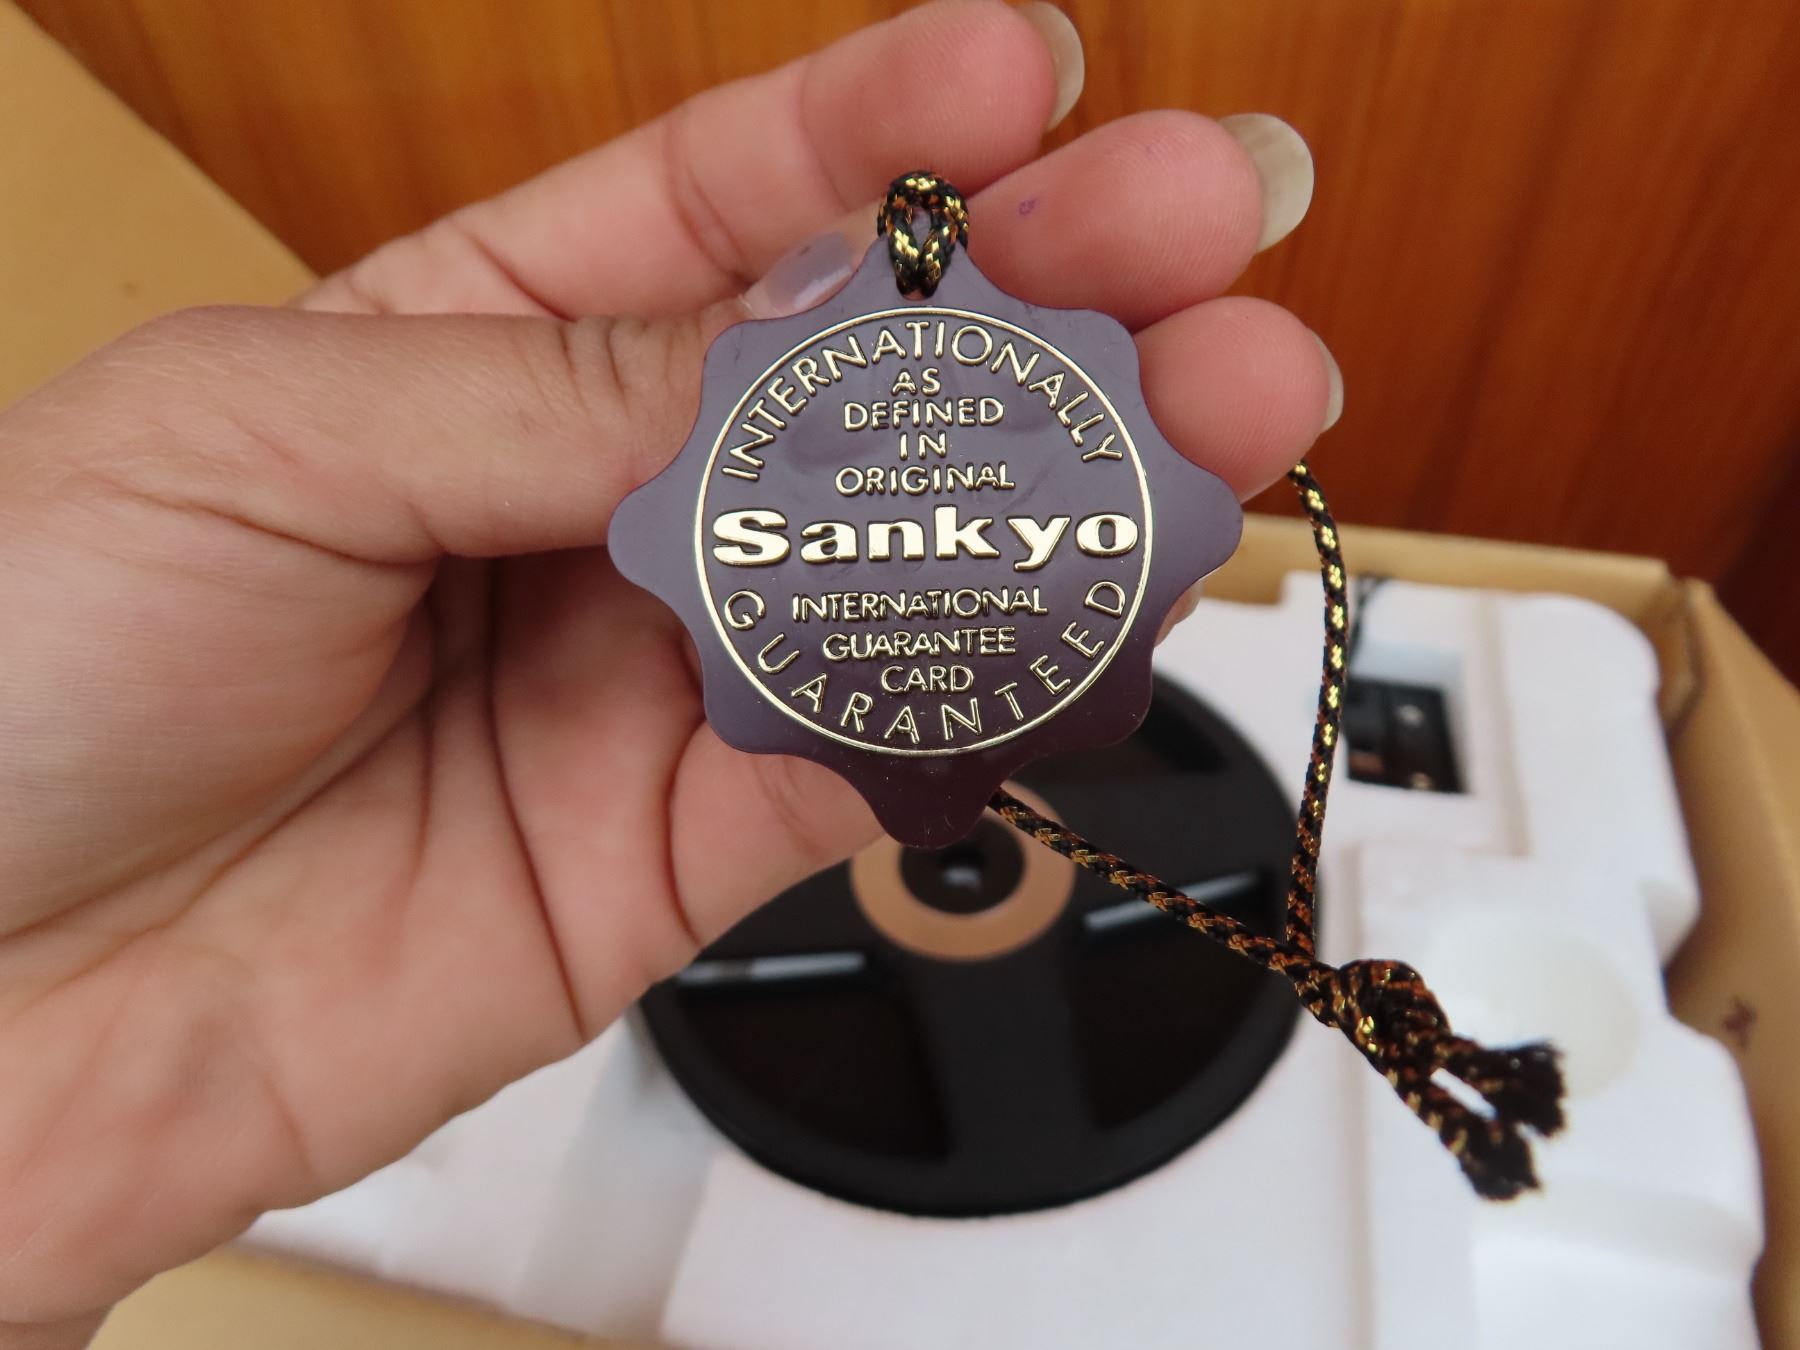 INTERNATIONALLY
AS
DEFINED
IN
ORIGINAL
Sankyo
INTERNATIONAL
GUARANTEE
CARD
GUARANTEED